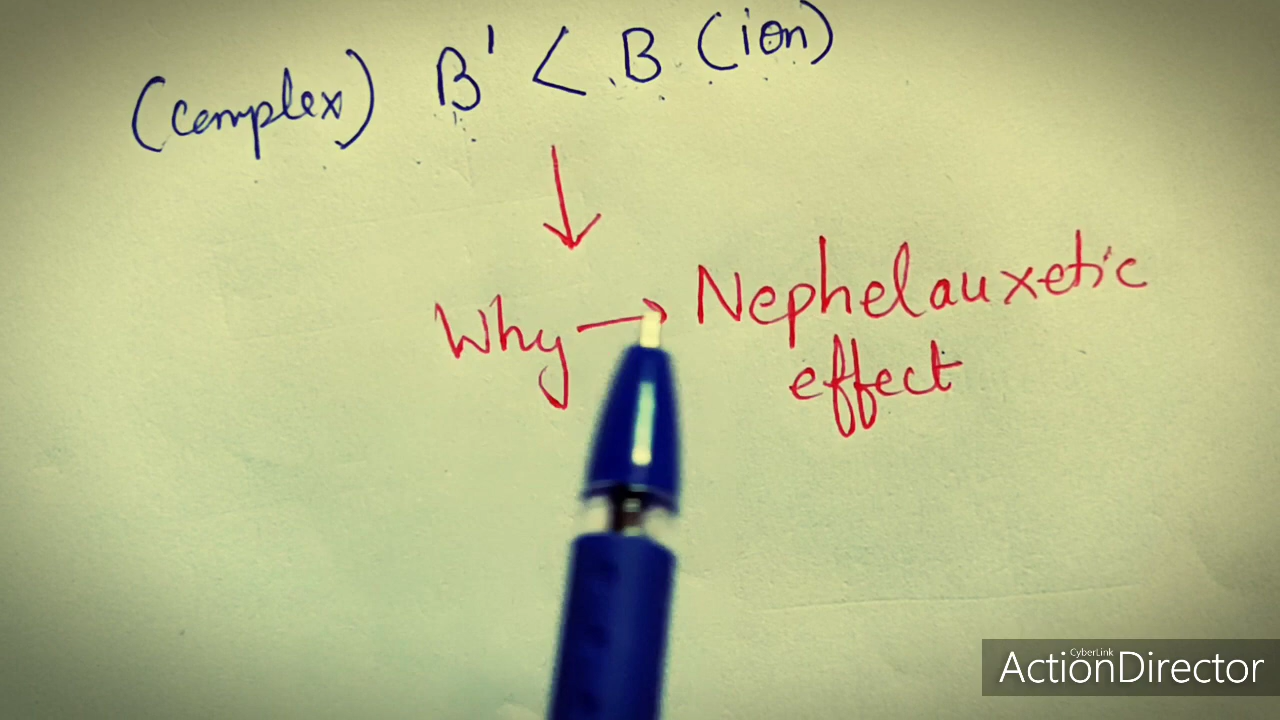 (complex) B' < B (ion)
↓
Why → Nephelauxetic
effect
CyberLink
ActionDirector